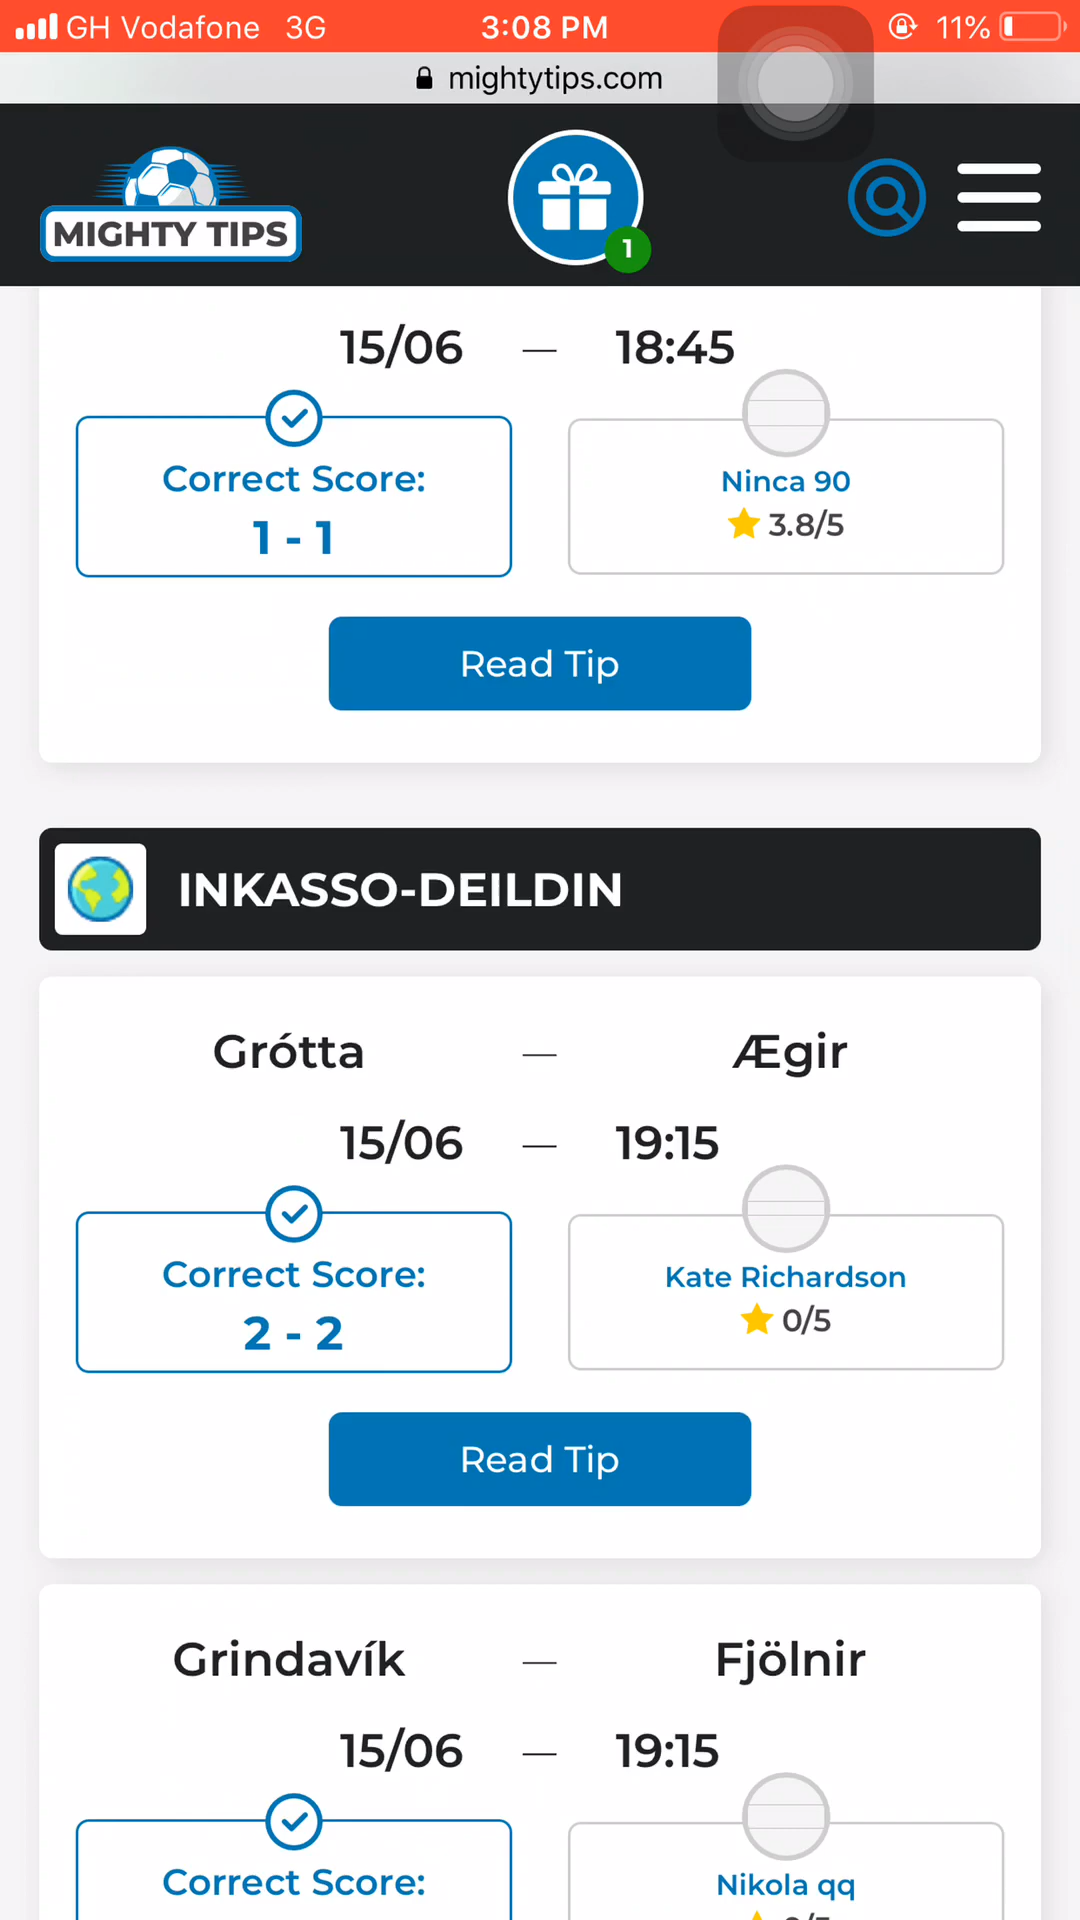 GH Vodafone 3G 3:08 PM 11%
mightytips.com
MIGHTY TIPS
1
15/06 — 18:45
Correct Score:
1 - 1
Ninca 90
3.8/5
Read Tip
INKASSO-DEILDIN
Grótta — Ægir
15/06 — 19:15
Correct Score:
2 - 2
Kate Richardson
0/5
Read Tip
Grindavík — Fjölnir
15/06 — 19:15
Correct Score:
Nikola qq